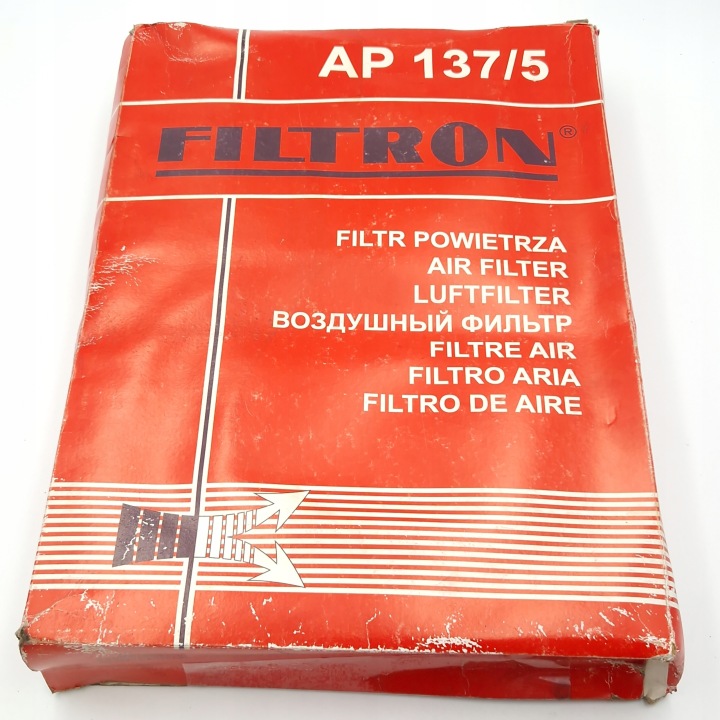 AP 137/5
FILTRON®
FILTR POWIETRZA
AIR FILTER
LUFTFILTER
ВОЗДУШНЫЙ ФИЛЬТР
FILTRE AIR
FILTRO ARIA
FILTRO DE AIRE